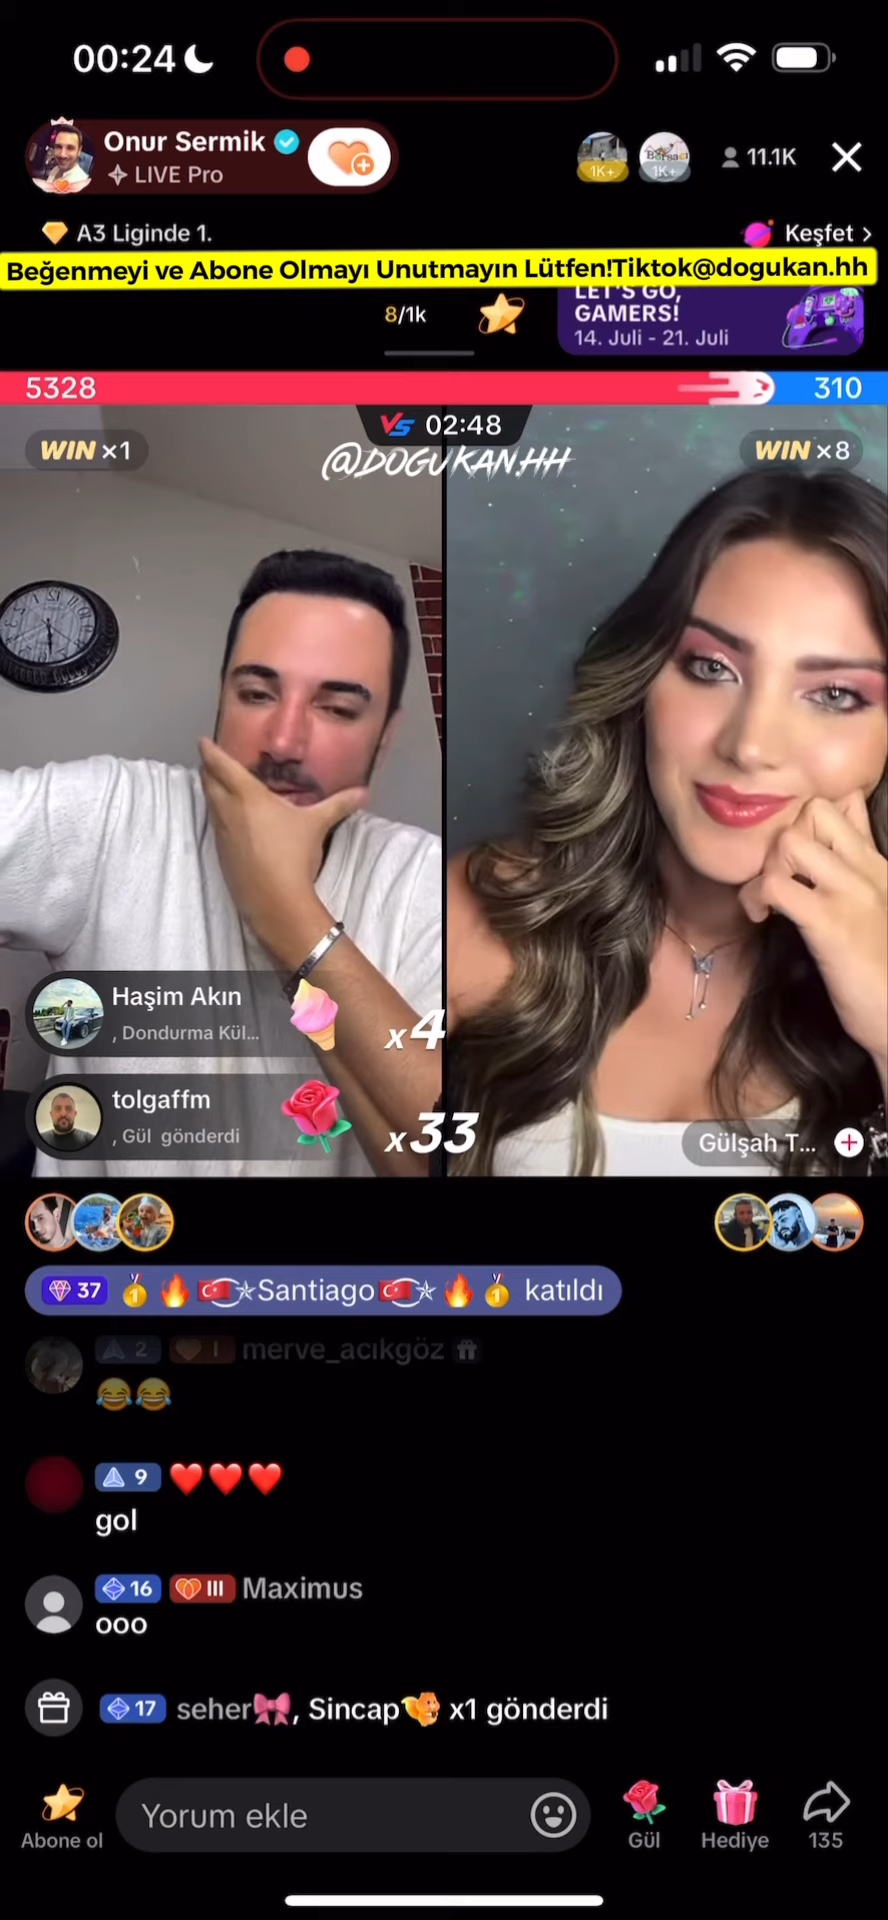 00:24
Onur Sermik
LIVE Pro
1K+
1K+
11.1K
A3 Liginde 1.
Keşfet >
Beğenmeyi ve Abone Olmayı Unutmayın Lütfen!Tiktok@dogukan.hh
8/1k
LET'S GO,
GAMERS!
14. Juli - 21. Juli
5328
310
VS 02:48
WIN x1
WIN x8
@DOGUKAN.HH
Haşim Akın
, Dondurma Kül...
x4
tolgaffm
, Gül gönderdi
x33
Gülşah T...
37 Santiago katıldı
2 I merve_acıkgöz
😂😂
9 ❤️❤️❤️
gol
16 III Maximus
ooo
17 seher🎀, Sincap🐿️ x1 gönderdi
Abone ol
Yorum ekle
Gül
Hediye
135